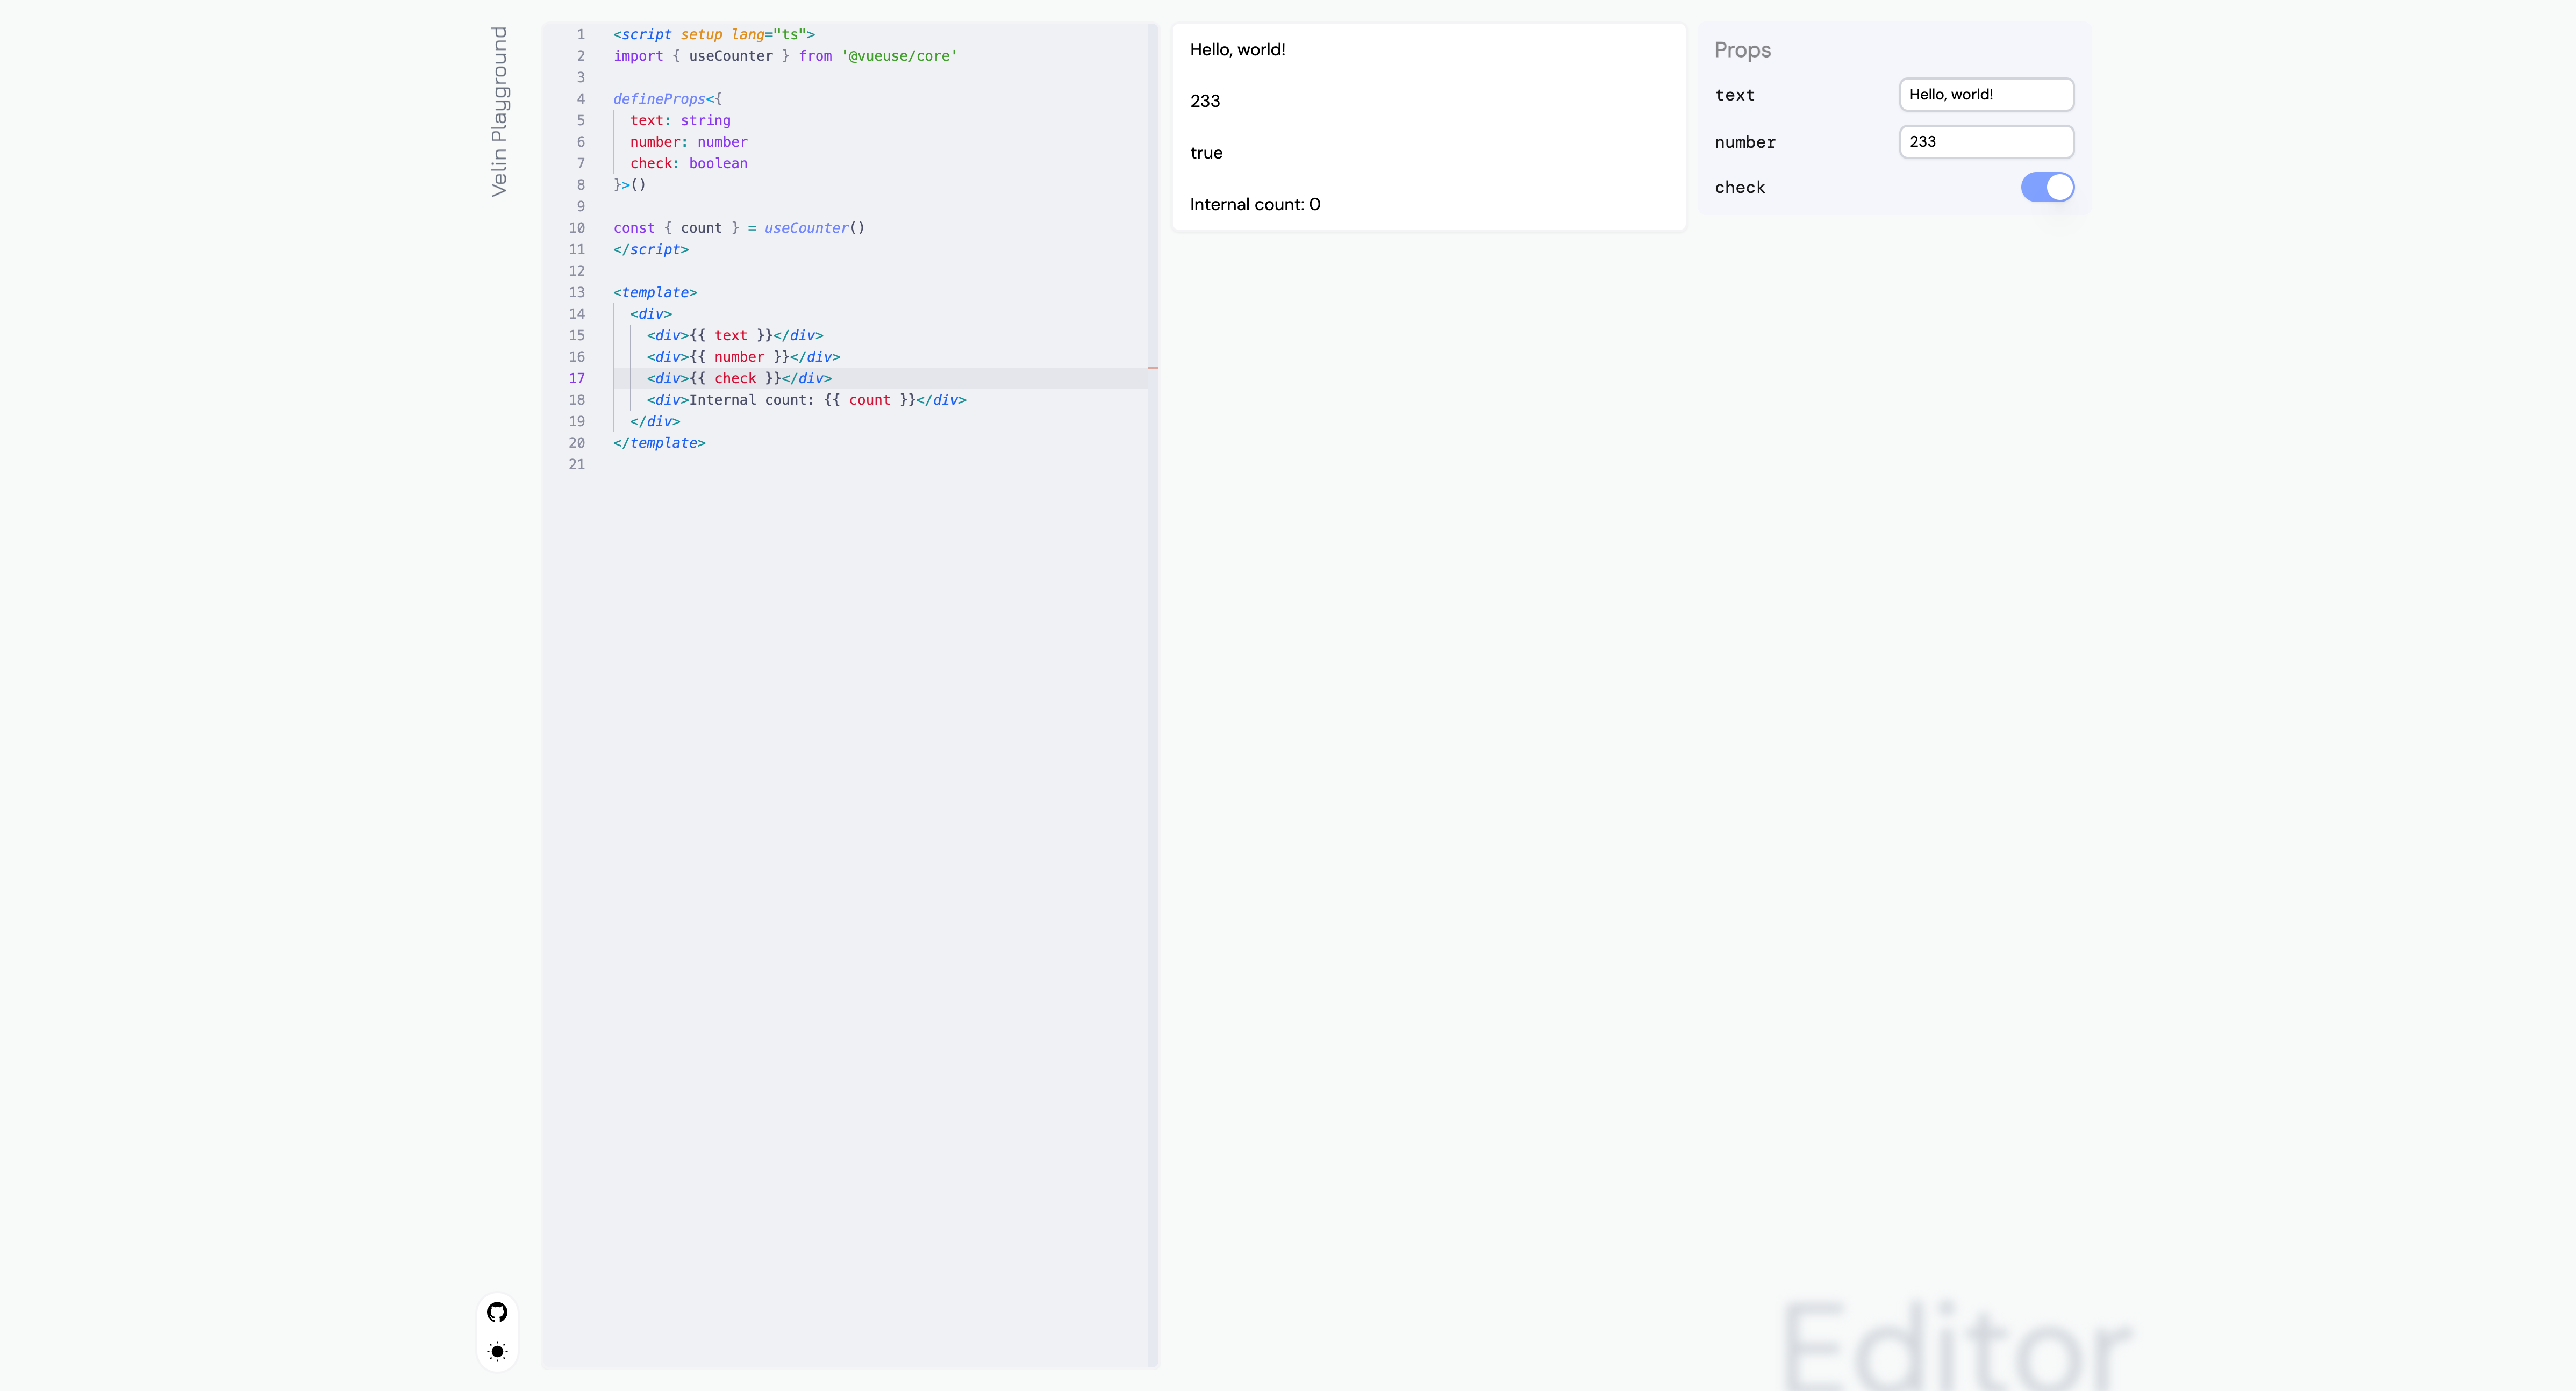 Velin Playground
1 <script setup lang="ts">
2 import { useCounter } from '@vueuse/core'
3
4 defineProps<{
5   text: string
6   number: number
7   check: boolean
8 }>()
9
10 const { count } = useCounter()
11 </script>
12
13 <template>
14   <div>
15     <div>{{ text }}</div>
16     <div>{{ number }}</div>
17     <div>{{ check }}</div>
18     <div>Internal count: {{ count }}</div>
19   </div>
20 </template>
21
Hello, world!
233
true
Internal count: 0
Props
text Hello, world!
number 233
check
Editor